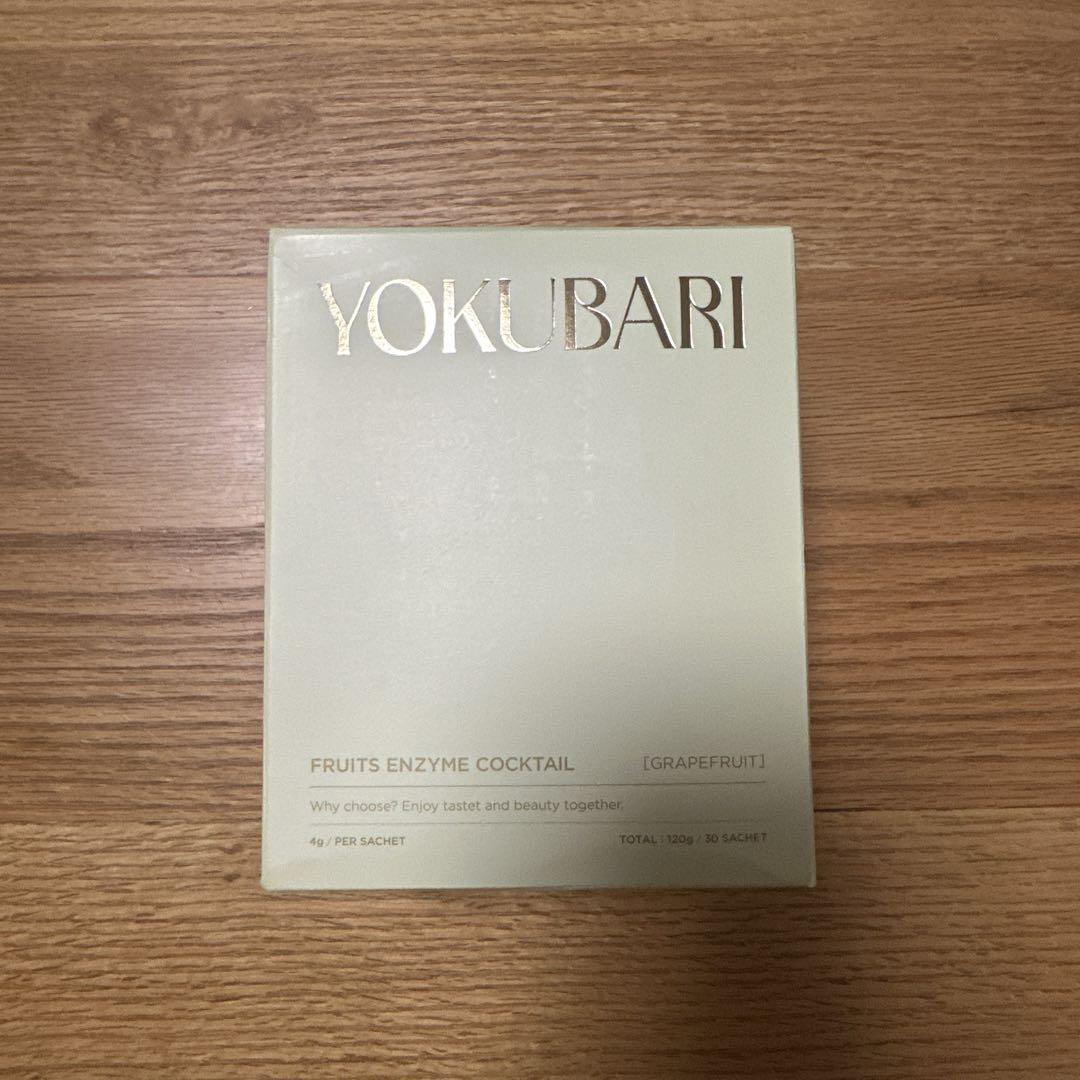 YOKUBARI
FRUITS ENZYME COCKTAIL [GRAPEFRUIT]
Why choose? Enjoy tastet and beauty together.
4g / PER SACHET TOTAL : 120g / 30 SACHET